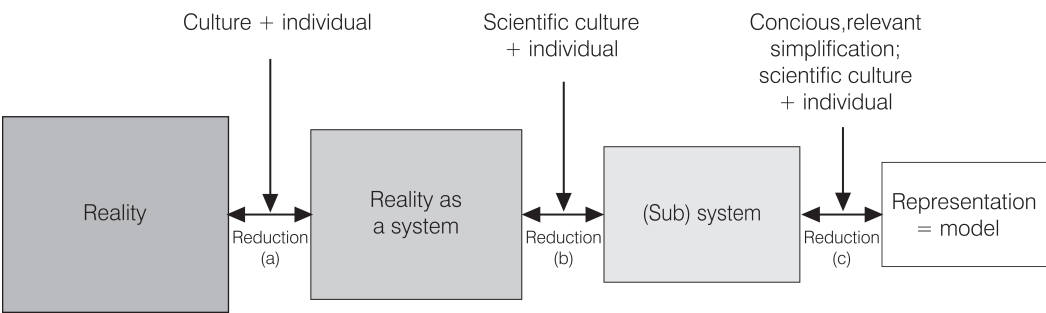 Culture + individual
Scientific culture
+ individual
Concious,relevant
simplification;
scientific culture
+ individual
Reality
Reduction
(a)
Reality as
a system
Reduction
(b)
(Sub) system
Reduction
(c)
Representation
= model